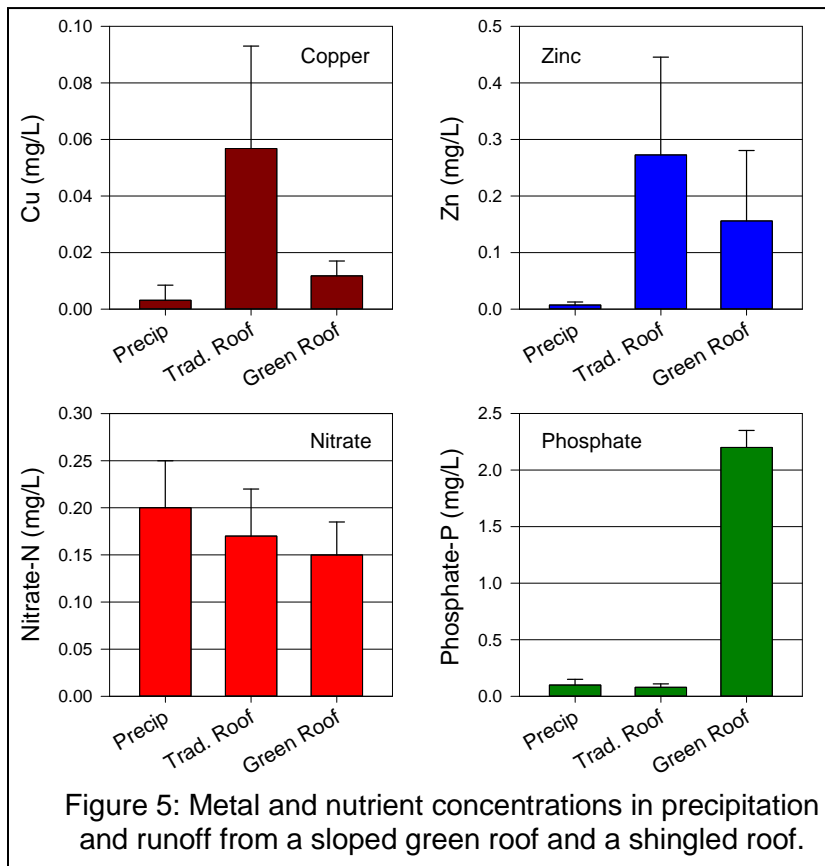 Copper
Cu (mg/L)
0.10
0.08
0.06
0.04
0.02
0.00
Precip
Trad. Roof
Green Roof
Zinc
Zn (mg/L)
0.5
0.4
0.3
0.2
0.1
0.0
Precip
Trad. Roof
Green Roof
Nitrate
Nitrate-N (mg/L)
0.30
0.25
0.20
0.15
0.10
0.05
0.00
Precip
Trad. Roof
Green Roof
Phosphate
Phosphate-P (mg/L)
2.5
2.0
1.5
1.0
0.5
0.0
Precip
Trad. Roof
Green Roof
Figure 5: Metal and nutrient concentrations in precipitation
and runoff from a sloped green roof and a shingled roof.